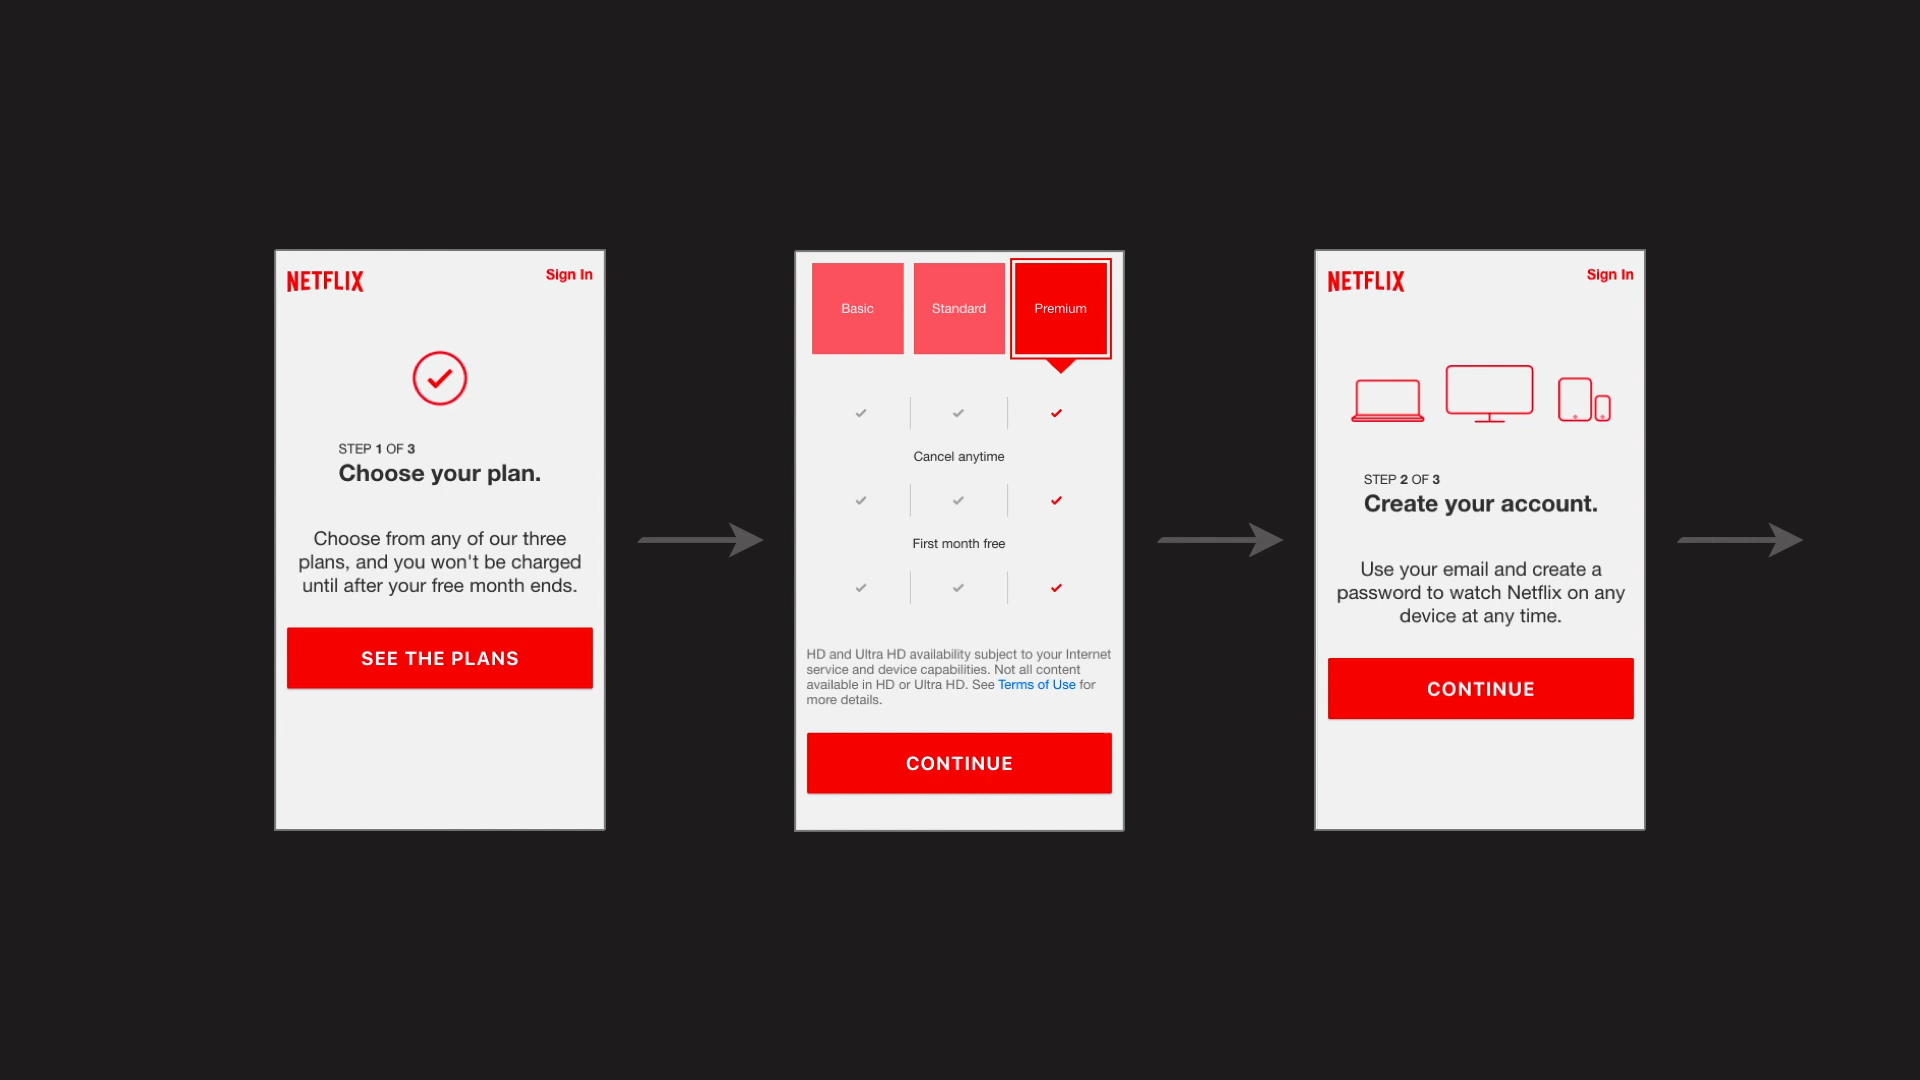 NETFLIX
Sign In
STEP 1 OF 3
Choose your plan.
Choose from any of our three
plans, and you won't be charged
until after your free month ends.
SEE THE PLANS
Basic
Standard
Premium
Cancel anytime
First month free
HD and Ultra HD availability subject to your Internet
service and device capabilities. Not all content
available in HD or Ultra HD. See Terms of Use for
more details.
CONTINUE
NETFLIX
Sign In
STEP 2 OF 3
Create your account.
Use your email and create a
password to watch Netflix on any
device at any time.
CONTINUE